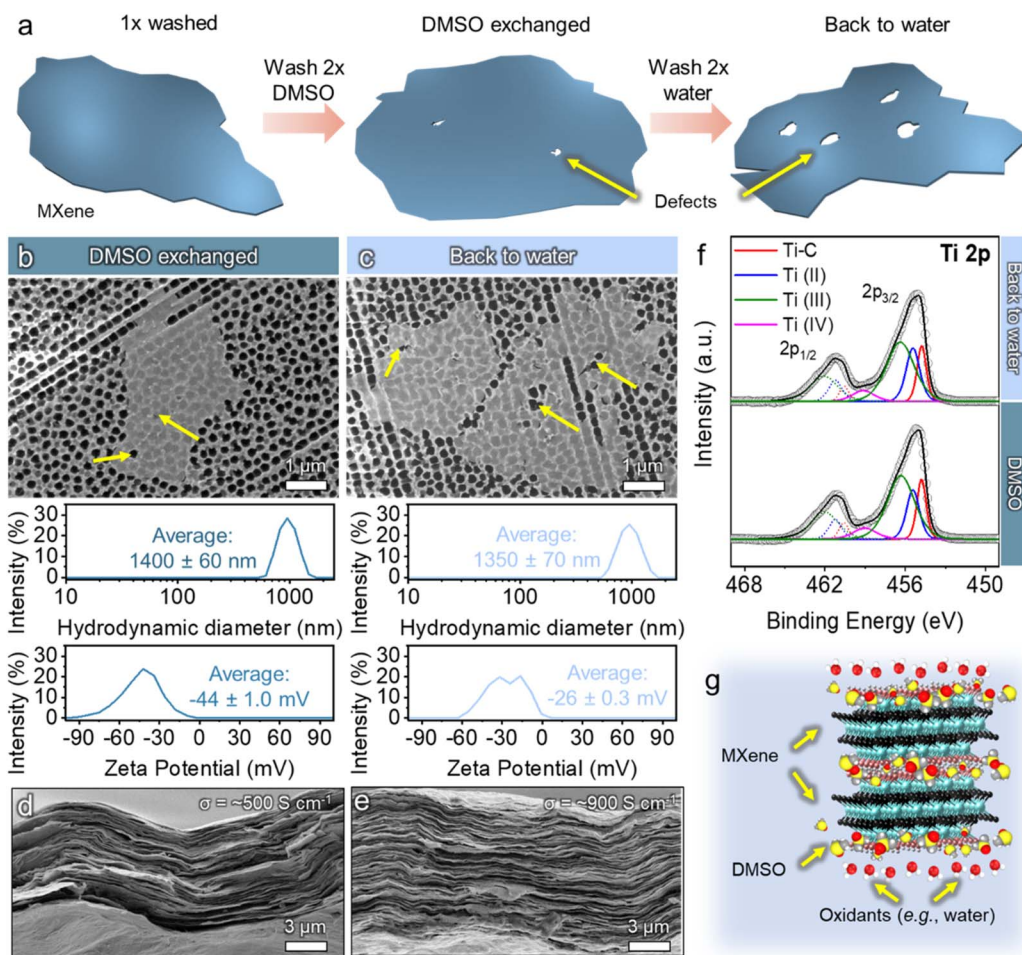 a
1x washed
DMSO exchanged
Back to water
Wash 2x
DMSO
Wash 2x
water
MXene
Defects
b
DMSO exchanged
1 µm
c
Back to water
1 µm
Intensity (%)
30
20
10
0
Average:
1400 ± 60 nm
10
100
1000
Hydrodynamic diameter (nm)
Intensity (%)
30
20
10
0
Average:
1350 ± 70 nm
10
100
1000
Hydrodynamic diameter (nm)
Intensity (%)
30
20
10
0
Average:
-44 ± 1.0 mV
-90 -60 -30 0 30 60 90
Zeta Potential (mV)
Intensity (%)
30
20
10
0
Average:
-26 ± 0.3 mV
-90 -60 -30 0 30 60 90
Zeta Potential (mV)
d
σ = ~500 S cm⁻¹
3 µm
e
σ = ~900 S cm⁻¹
3 µm
f
Ti-C
Ti (II)
Ti (III)
Ti (IV)
Ti 2p
2p3/2
2p1/2
Back to water
DMSO
Intensity (a.u.)
468 462 456 450
Binding Energy (eV)
g
MXene
DMSO
Oxidants (e.g., water)